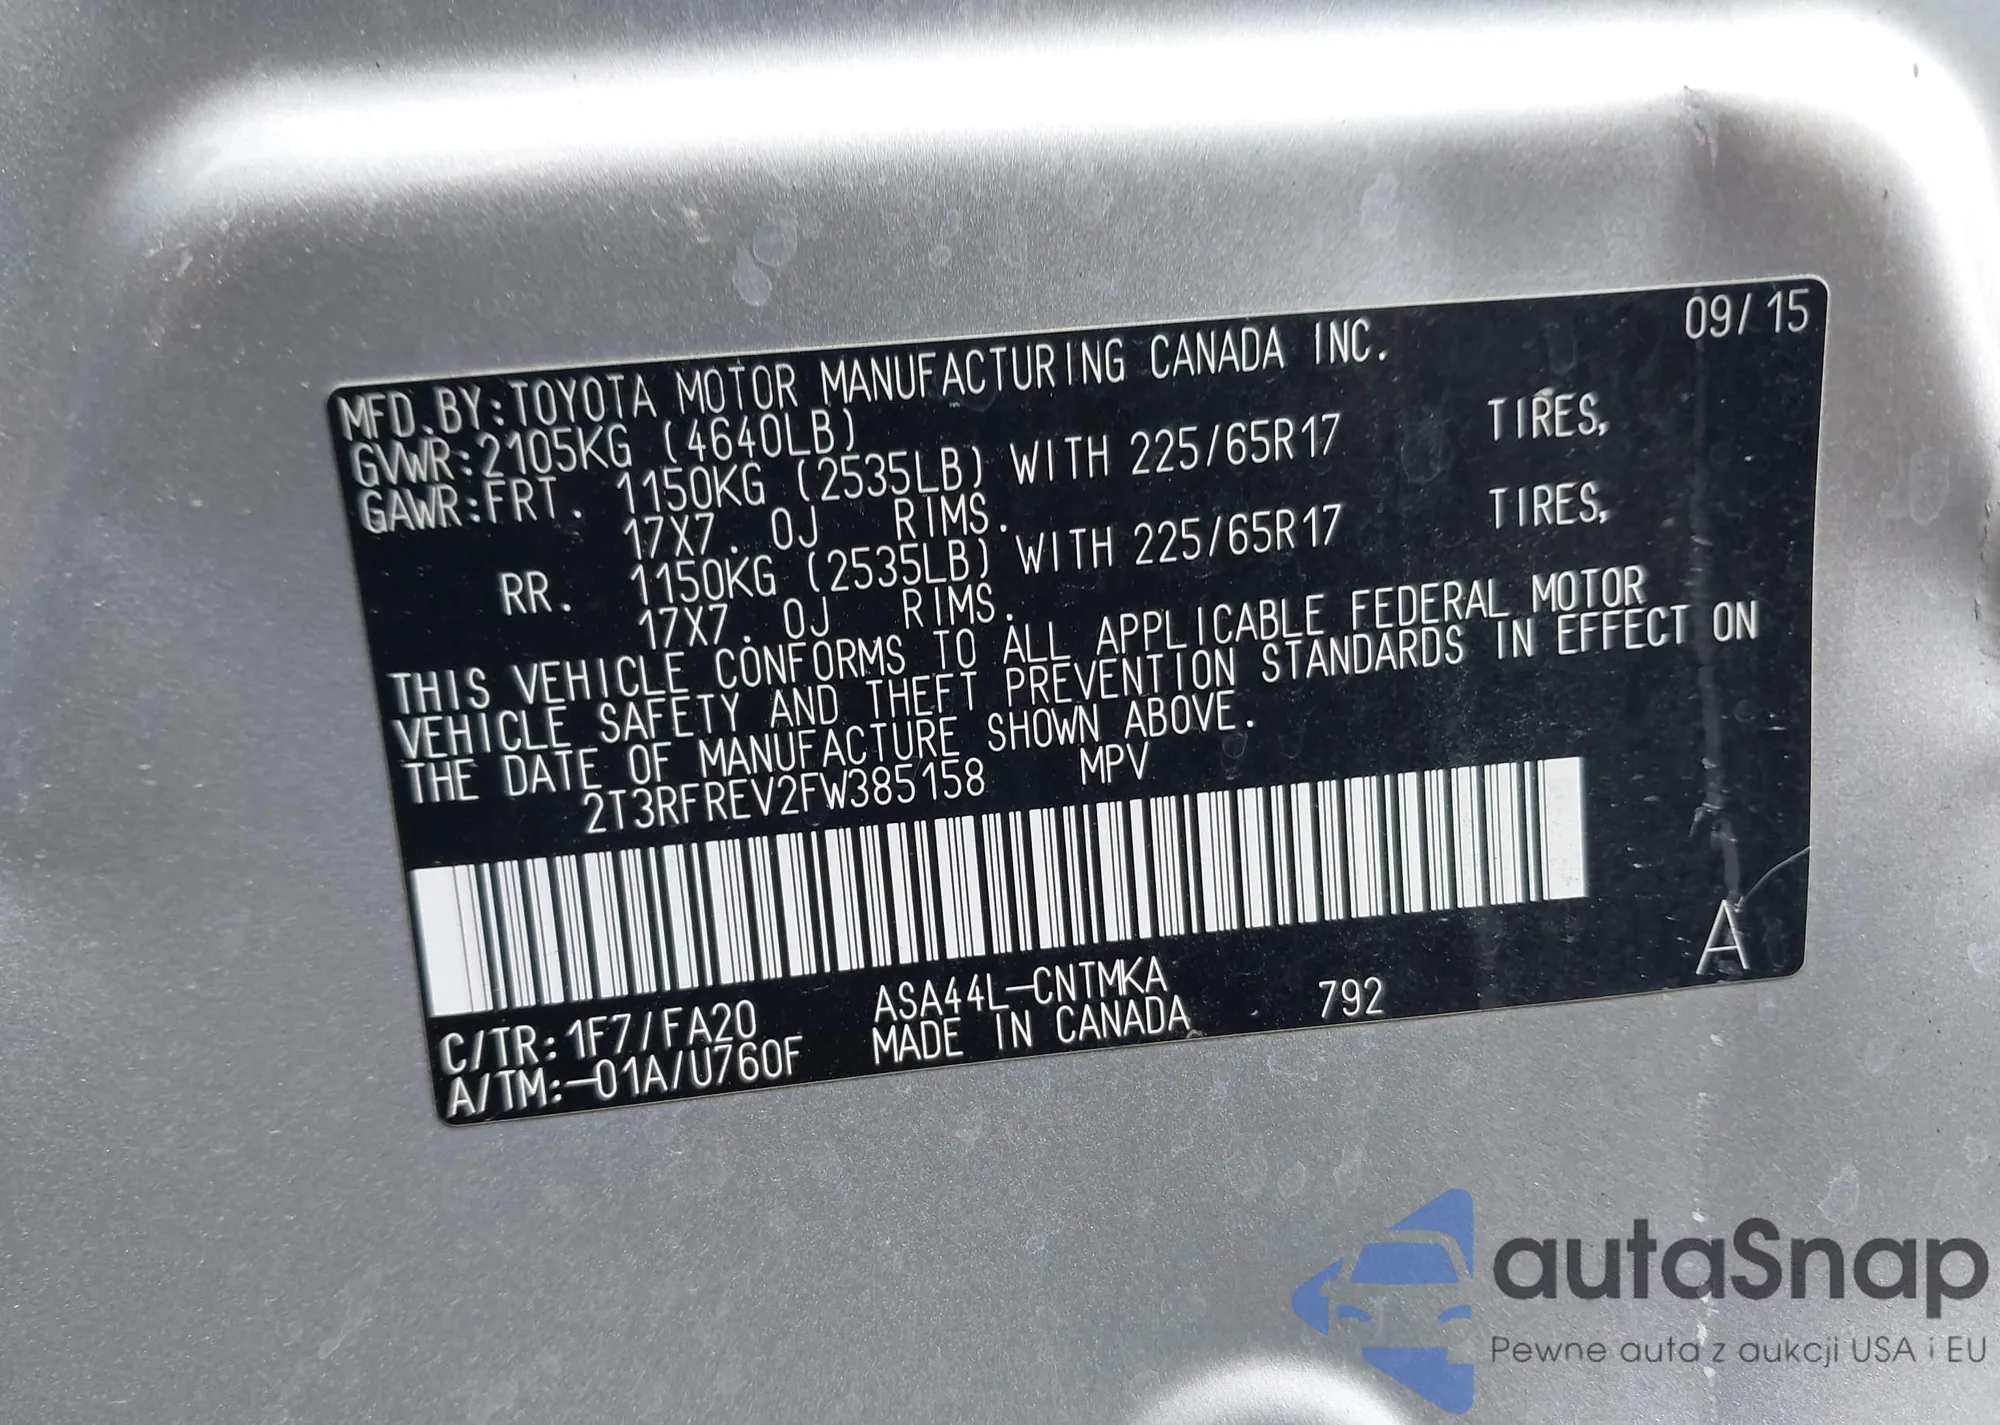 09/15
MFD.BY:TOYOTA MOTOR MANUFACTURING CANADA INC.
GVWR:2105KG (4640LB)
GAWR:FRT. 1150KG (2535LB) WITH 225/65R17 TIRES,
17X7.0J RIMS.
RR. 1150KG (2535LB) WITH 225/65R17 TIRES,
17X7.0J RIMS.
THIS VEHICLE CONFORMS TO ALL APPLICABLE FEDERAL MOTOR
VEHICLE SAFETY AND THEFT PREVENTION STANDARDS IN EFFECT ON
THE DATE OF MANUFACTURE SHOWN ABOVE.
2T3RFREV2FW385158 MPV
A
C/TR:1F7/FA20 ASA44L-CNTMKA 792
A/TM:-01A/U760F MADE IN CANADA
autaSnap
Pewne auta z aukcji USA i EU